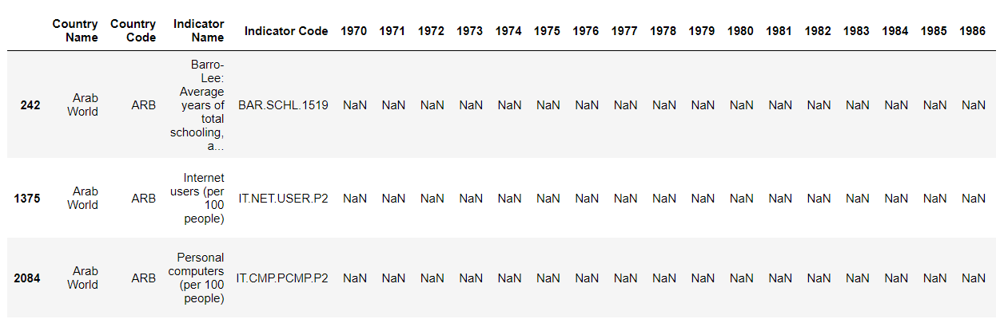 Country Name Country Code Indicator Name Indicator Code 1970 1971 1972 1973 1974 1975 1976 1977 1978 1979 1980 1981 1982 1983 1984 1985 1986
242 Arab World ARB Barro-Lee: Average years of total schooling, a... BAR.SCHL.1519 NaN NaN NaN NaN NaN NaN NaN NaN NaN NaN NaN NaN NaN NaN NaN NaN NaN
1375 Arab World ARB Internet users (per 100 people) IT.NET.USER.P2 NaN NaN NaN NaN NaN NaN NaN NaN NaN NaN NaN NaN NaN NaN NaN NaN NaN
2084 Arab World ARB Personal computers (per 100 people) IT.CMP.PCMP.P2 NaN NaN NaN NaN NaN NaN NaN NaN NaN NaN NaN NaN NaN NaN NaN NaN NaN